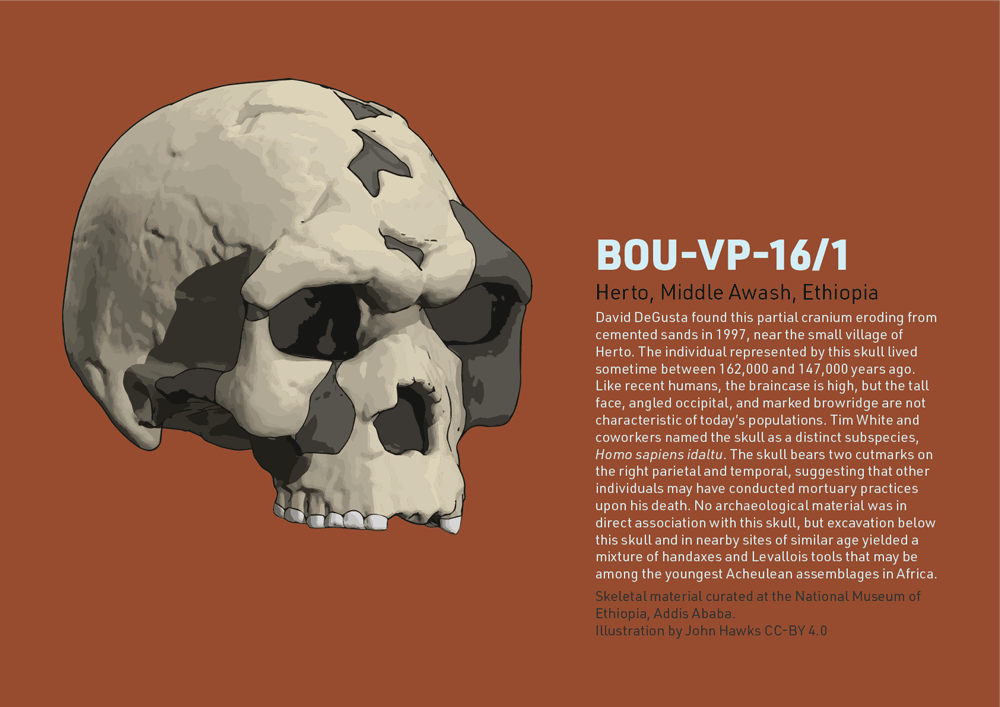 BOU-VP-16/1
Herto, Middle Awash, Ethiopia
David DeGusta found this partial cranium eroding from
cemented sands in 1997, near the small village of
Herto. The individual represented by this skull lived
sometime between 162,000 and 147,000 years ago.
Like recent humans, the braincase is high, but the tall
face, angled occipital, and marked browridge are not
characteristic of today's populations. Tim White and
coworkers named the skull as a distinct subspecies,
Homo sapiens idaltu. The skull bears two cutmarks on
the right parietal and temporal, suggesting that other
individuals may have conducted mortuary practices
upon his death. No archaeological material was in
direct association with this skull, but excavation below
this skull and in nearby sites of similar age yielded a
mixture of handaxes and Levallois tools that may be
among the youngest Acheulean assemblages in Africa.
Skeletal material curated at the National Museum of
Ethiopia, Addis Ababa.
Illustration by John Hawks CC-BY 4.0